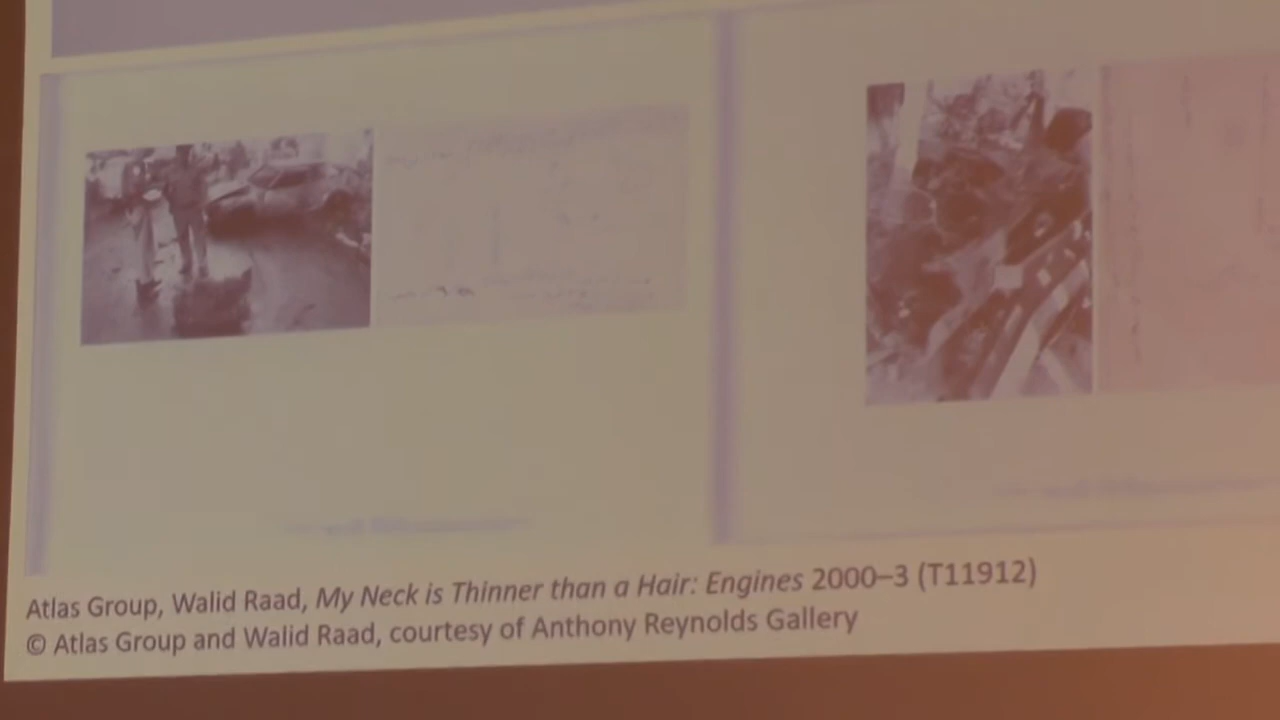 Atlas Group, Walid Raad, My Neck is Thinner than a Hair: Engines 2000–3 (T11912)
© Atlas Group and Walid Raad, courtesy of Anthony Reynolds Gallery